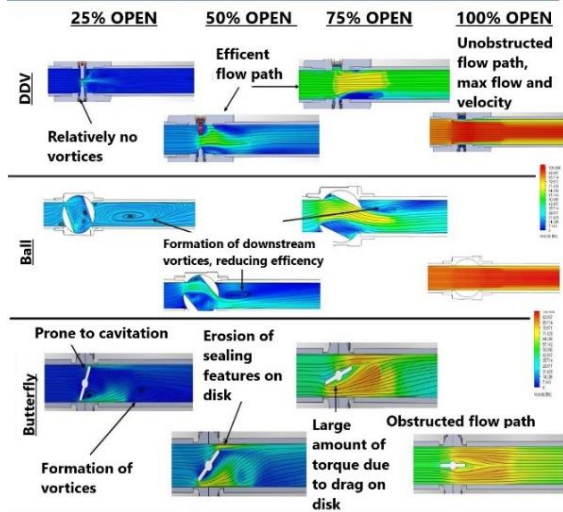 25% OPEN
50% OPEN
75% OPEN
100% OPEN
DDV
Efficent
flow path
Unobstructed
flow path,
max flow and
velocity
Relatively no
vortices
Ball
Formation of downstream
vortices, reducing efficency
Butterfly
Prone to cavitation
Erosion of
sealing
features on
disk
Formation of
vortices
Large
amount of
torque due
to drag on
disk
Obstructed flow path